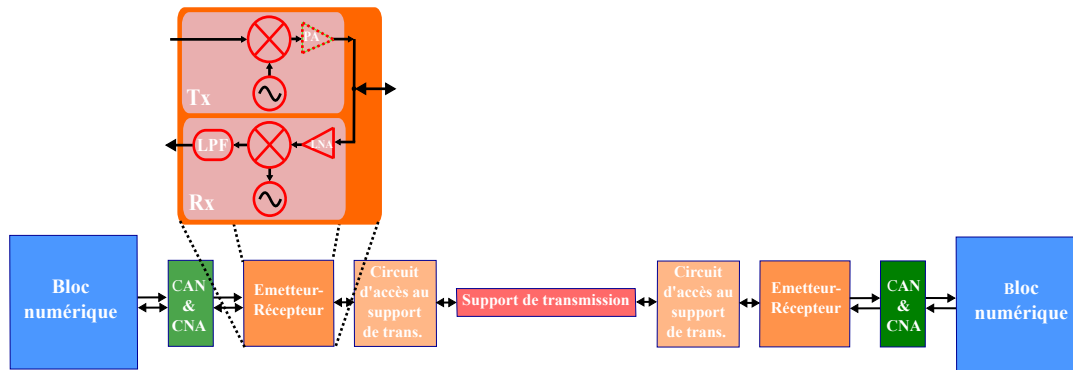 PA
Tx
LPF
LNA
Rx
Bloc
numérique
CAN
&
CNA
Emetteur-
Récepteur
Circuit
d'accès au
support
de trans.
Support de transmission
Circuit
d'accès au
support
de trans.
Emetteur-
Récepteur
CAN
&
CNA
Bloc
numérique